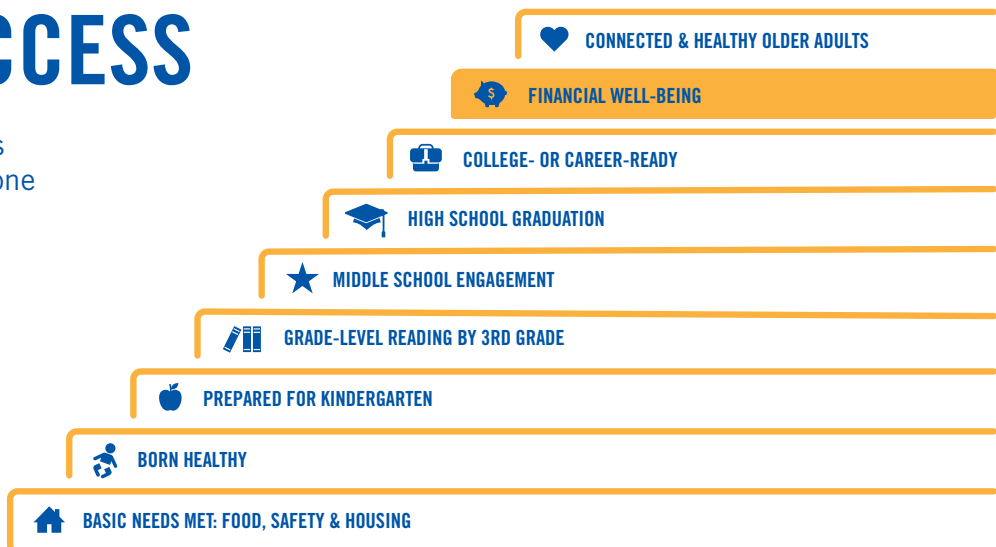 CCESS
s
one
CONNECTED & HEALTHY OLDER ADULTS
$
FINANCIAL WELL-BEING
COLLEGE- OR CAREER-READY
HIGH SCHOOL GRADUATION
MIDDLE SCHOOL ENGAGEMENT
GRADE-LEVEL READING BY 3RD GRADE
PREPARED FOR KINDERGARTEN
BORN HEALTHY
BASIC NEEDS MET: FOOD, SAFETY & HOUSING